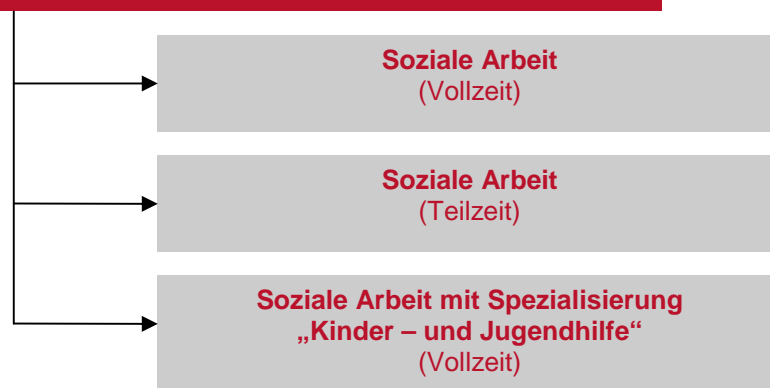 Soziale Arbeit
(Vollzeit)
Soziale Arbeit
(Teilzeit)
Soziale Arbeit mit Spezialisierung
„Kinder – und Jugendhilfe“
(Vollzeit)